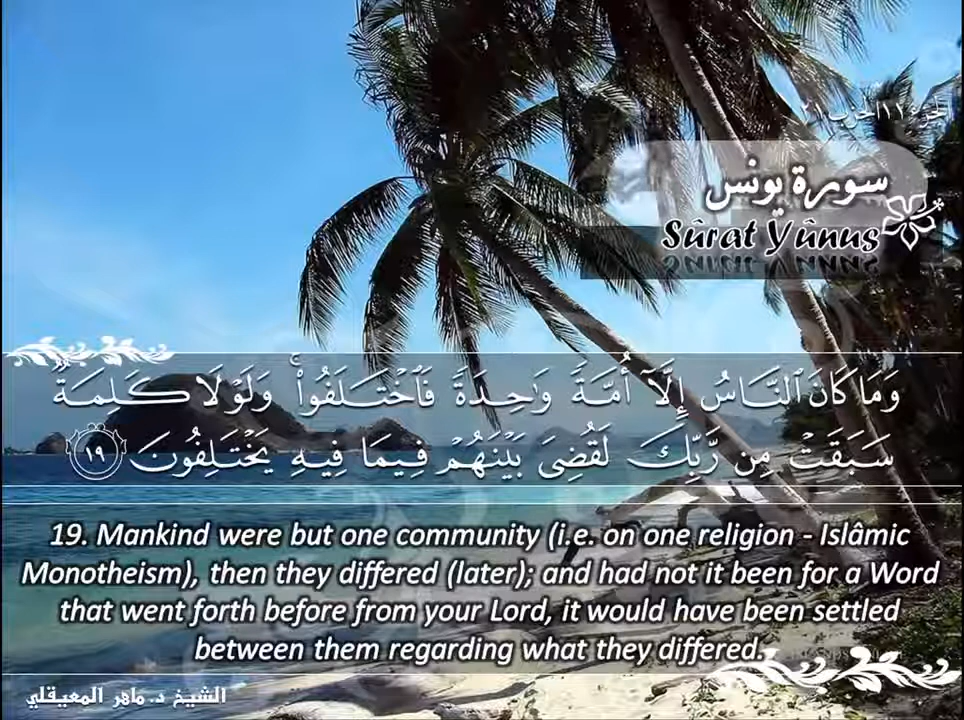 الجزء ١١ الحزب ٢١
سورة يونس
Sûrat Yûnus
وَمَا كَانَ ٱلنَّاسُ إِلَّآ أُمَّةً وَٰحِدَةً فَٱخْتَلَفُوا۟ ۚ وَلَوْلَا كَلِمَةٌ
سَبَقَتْ مِن رَّبِّكَ لَقُضِىَ بَيْنَهُمْ فِيمَا فِيهِ يَخْتَلِفُونَ ١٩
19. Mankind were but one community (i.e. on one religion - Islâmic
Monotheism), then they differed (later); and had not it been for a Word
that went forth before from your Lord, it would have been settled
between them regarding what they differed.
الشيخ د. ماهر المعيقلي